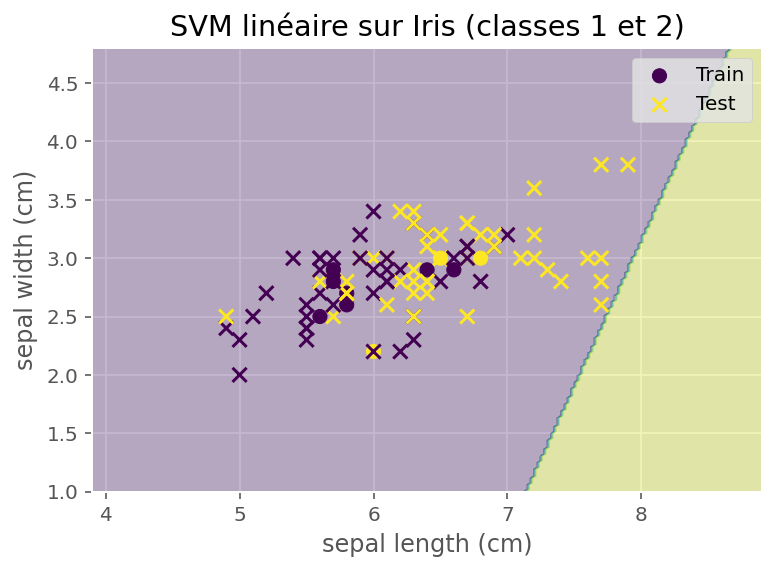 SVM linéaire sur Iris (classes 1 et 2)
Train
Test
sepal width (cm)
4.5
4.0
3.5
3.0
2.5
2.0
1.5
1.0
4 5 6 7 8
sepal length (cm)